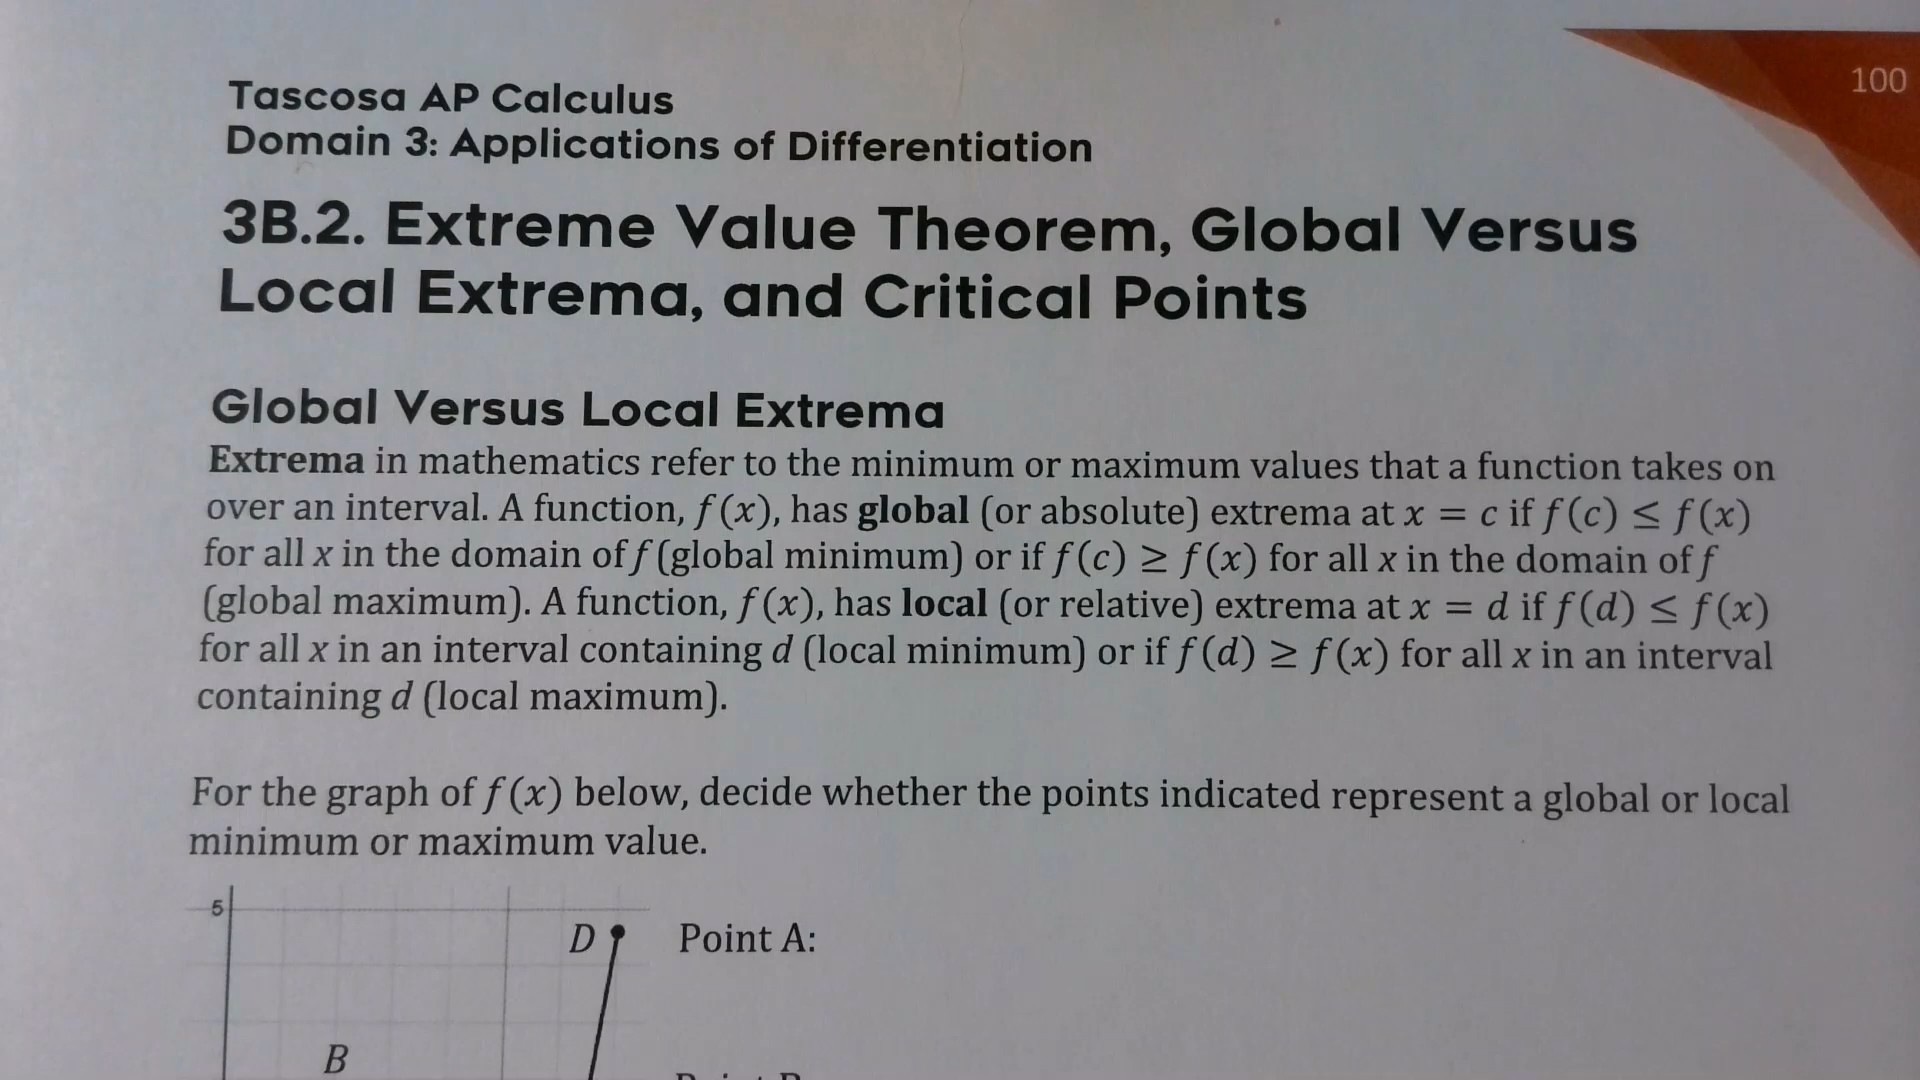 100
Tascosa AP Calculus
Domain 3: Applications of Differentiation
3B.2. Extreme Value Theorem, Global Versus
Local Extrema, and Critical Points
Global Versus Local Extrema
Extrema in mathematics refer to the minimum or maximum values that a function takes on
over an interval. A function, f(x), has global (or absolute) extrema at x = c if f(c) ≤ f(x)
for all x in the domain of f (global minimum) or if f(c) ≥ f(x) for all x in the domain of f
(global maximum). A function, f(x), has local (or relative) extrema at x = d if f(d) ≤ f(x)
for all x in an interval containing d (local minimum) or if f(d) ≥ f(x) for all x in an interval
containing d (local maximum).
For the graph of f(x) below, decide whether the points indicated represent a global or local
minimum or maximum value.
5
D
Point A:
B